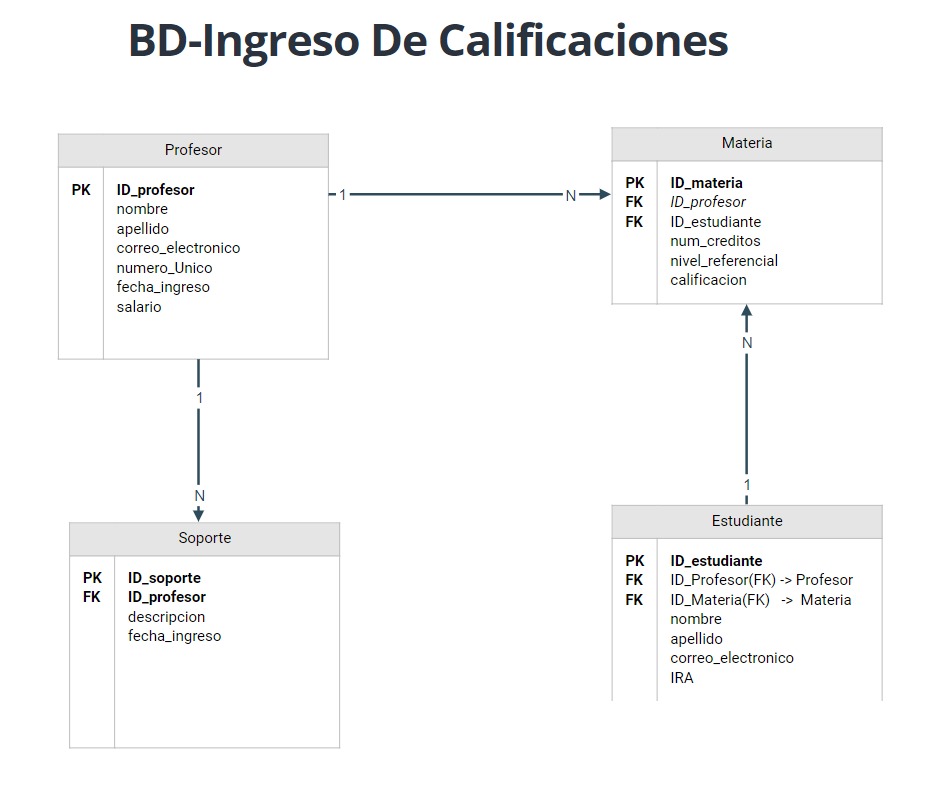 BD-Ingreso De Calificaciones
Profesor
PK ID_profesor
nombre
apellido
correo_electronico
numero_Unico
fecha_ingreso
salario
1
N
Materia
PK ID_materia
FK ID_profesor
FK ID_estudiante
num_creditos
nivel_referencial
calificacion
1
N
N
1
Soporte
PK ID_soporte
FK ID_profesor
descripcion
fecha_ingreso
Estudiante
PK ID_estudiante
FK ID_Profesor(FK) -> Profesor
FK ID_Materia(FK) -> Materia
nombre
apellido
correo_electronico
IRA